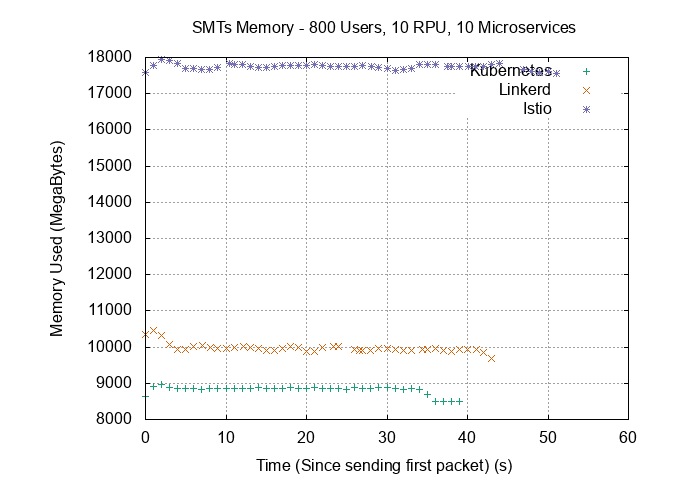 SMTs Memory - 800 Users, 10 RPU, 10 Microservices
18000
17000
16000
15000
14000
13000
12000
11000
10000
9000
8000
Memory Used (MegaBytes)
Kubernetes
Linkerd
Istio
0 10 20 30 40 50 60
Time (Since sending first packet) (s)